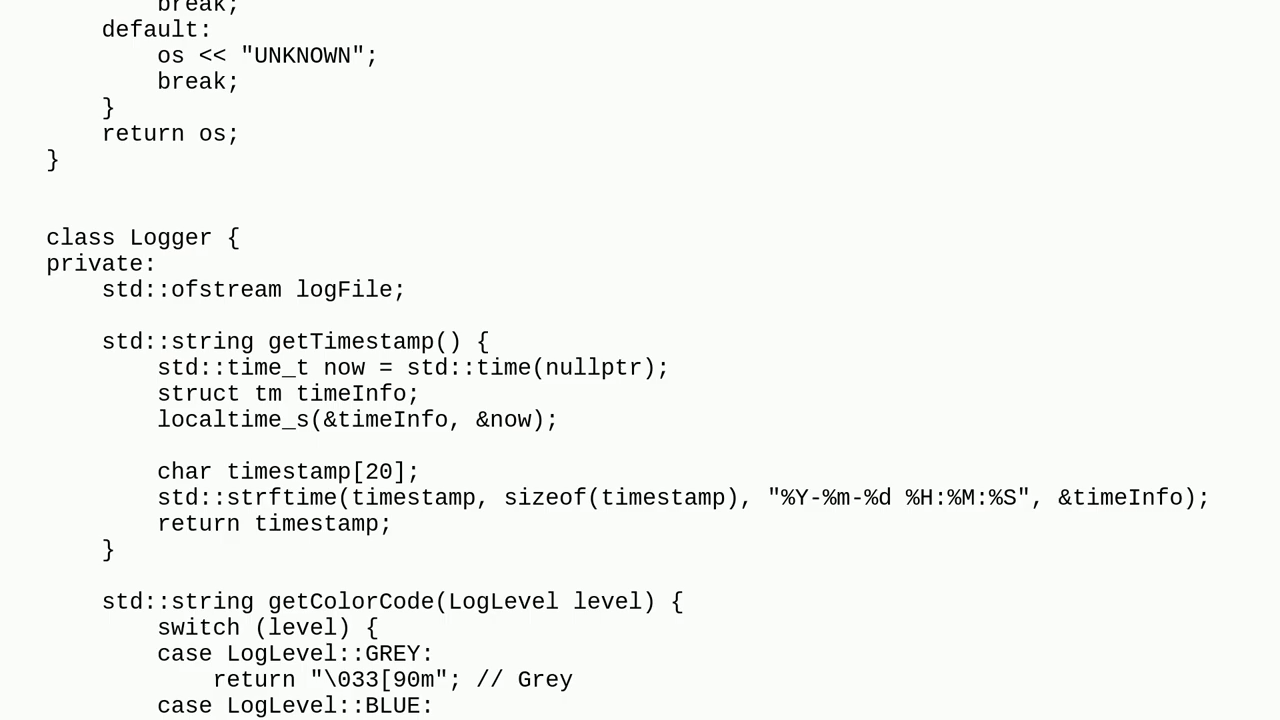 break;
    default:
        os << "UNKNOWN";
        break;
    }
    return os;
}
class Logger {
private:
    std::ofstream logFile;
    std::string getTimestamp() {
        std::time_t now = std::time(nullptr);
        struct tm timeInfo;
        localtime_s(&timeInfo, &now);
        char timestamp[20];
        std::strftime(timestamp, sizeof(timestamp), "%Y-%m-%d %H:%M:%S", &timeInfo);
        return timestamp;
    }
    std::string getColorCode(LogLevel level) {
        switch (level) {
        case LogLevel::GREY:
            return "\033[90m"; // Grey
        case LogLevel::BLUE: